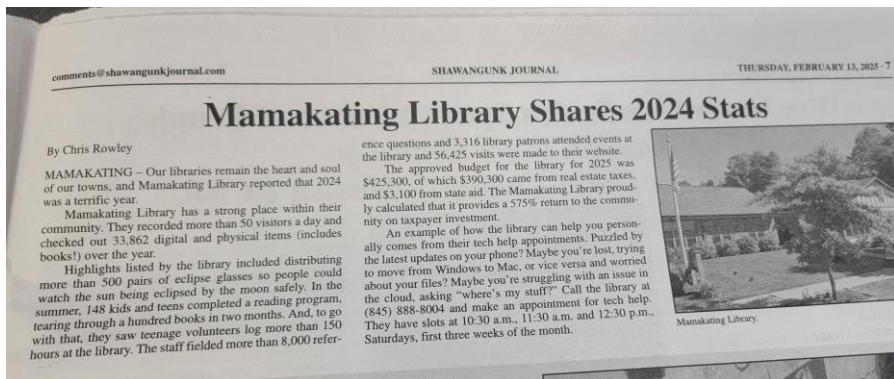 comments@shawangunkjournal.com
SHAWANGUNK JOURNAL
THURSDAY, FEBRUARY 13, 2025 · 7
Mamakating Library Shares 2024 Stats
By Chris Rowley
MAMAKATING – Our libraries remain the heart and soul
of our towns, and Mamakating Library reported that 2024
was a terrific year.
Mamakating Library has a strong place within their
community. They recorded more than 50 visitors a day and
checked out 33,862 digital and physical items (includes
books!) over the year.
Highlights listed by the library included distributing
more than 500 pairs of eclipse glasses so people could
watch the sun being eclipsed by the moon safely. In the
summer, 148 kids and teens completed a reading program,
tearing through a hundred books in two months. And, to go
with that, they saw teenage volunteers log more than 150
hours at the library. The staff fielded more than 8,000 refer-
ence questions and 3,316 library patrons attended events at
the library and 56,425 visits were made to their website.
The approved budget for the library for 2025 was
$425,300, of which $390,300 came from real estate taxes,
and $3,100 from state aid. The Mamakating Library proud-
ly calculated that it provides a 575% return to the commu-
nity on taxpayer investment.
An example of how the library can help you person-
ally comes from their tech help appointments. Puzzled by
the latest updates on your phone? Maybe you're lost, trying
to move from Windows to Mac, or vice versa and worried
about your files? Maybe you're struggling with an issue in
the cloud, asking "where's my stuff?" Call the library at
(845) 888-8004 and make an appointment for tech help.
They have slots at 10:30 a.m., 11:30 a.m. and 12:30 p.m.,
Saturdays, first three weeks of the month.
Mamakating Library.